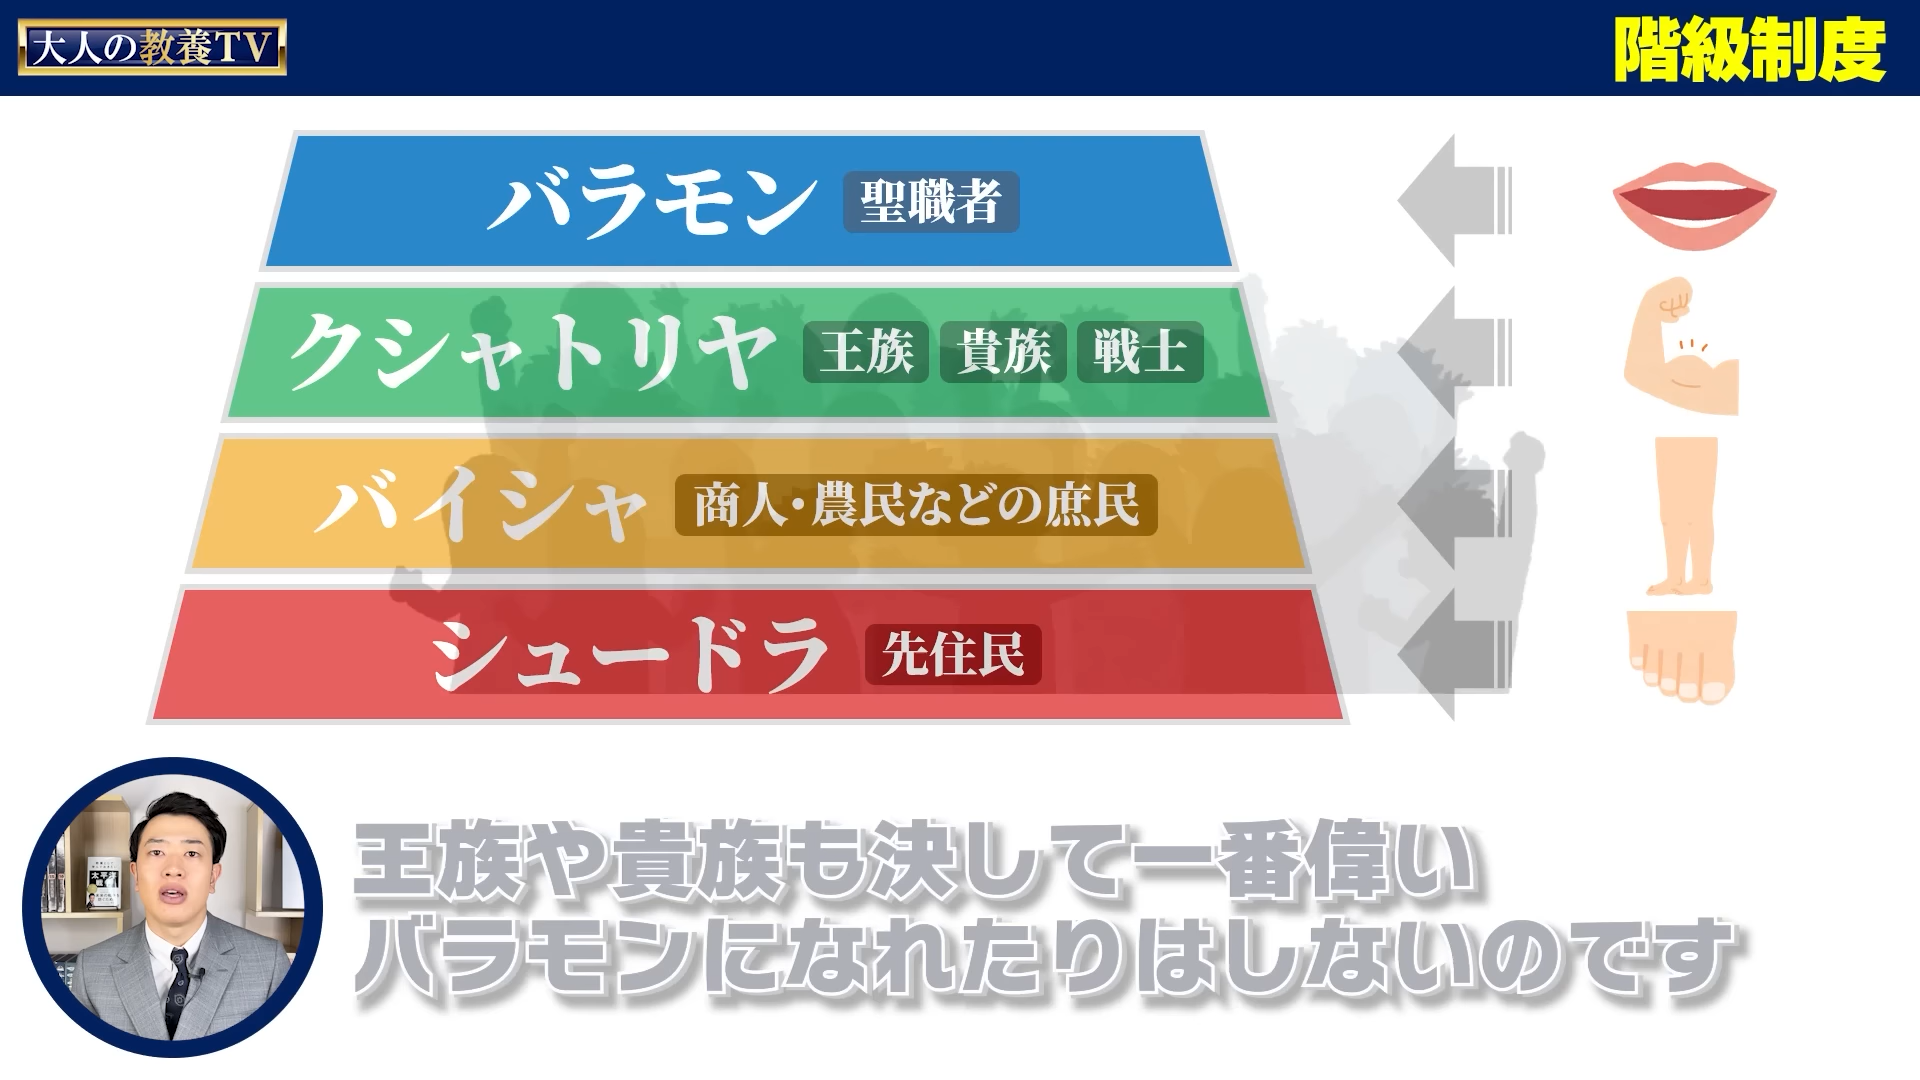 大人の教養TV
階級制度
バラモン 聖職者
クシャトリヤ 王族 貴族 戦士
バイシャ 商人・農民などの庶民
シュードラ 先住民
王族や貴族も決して一番偉い
バラモンになれたりはしないのです